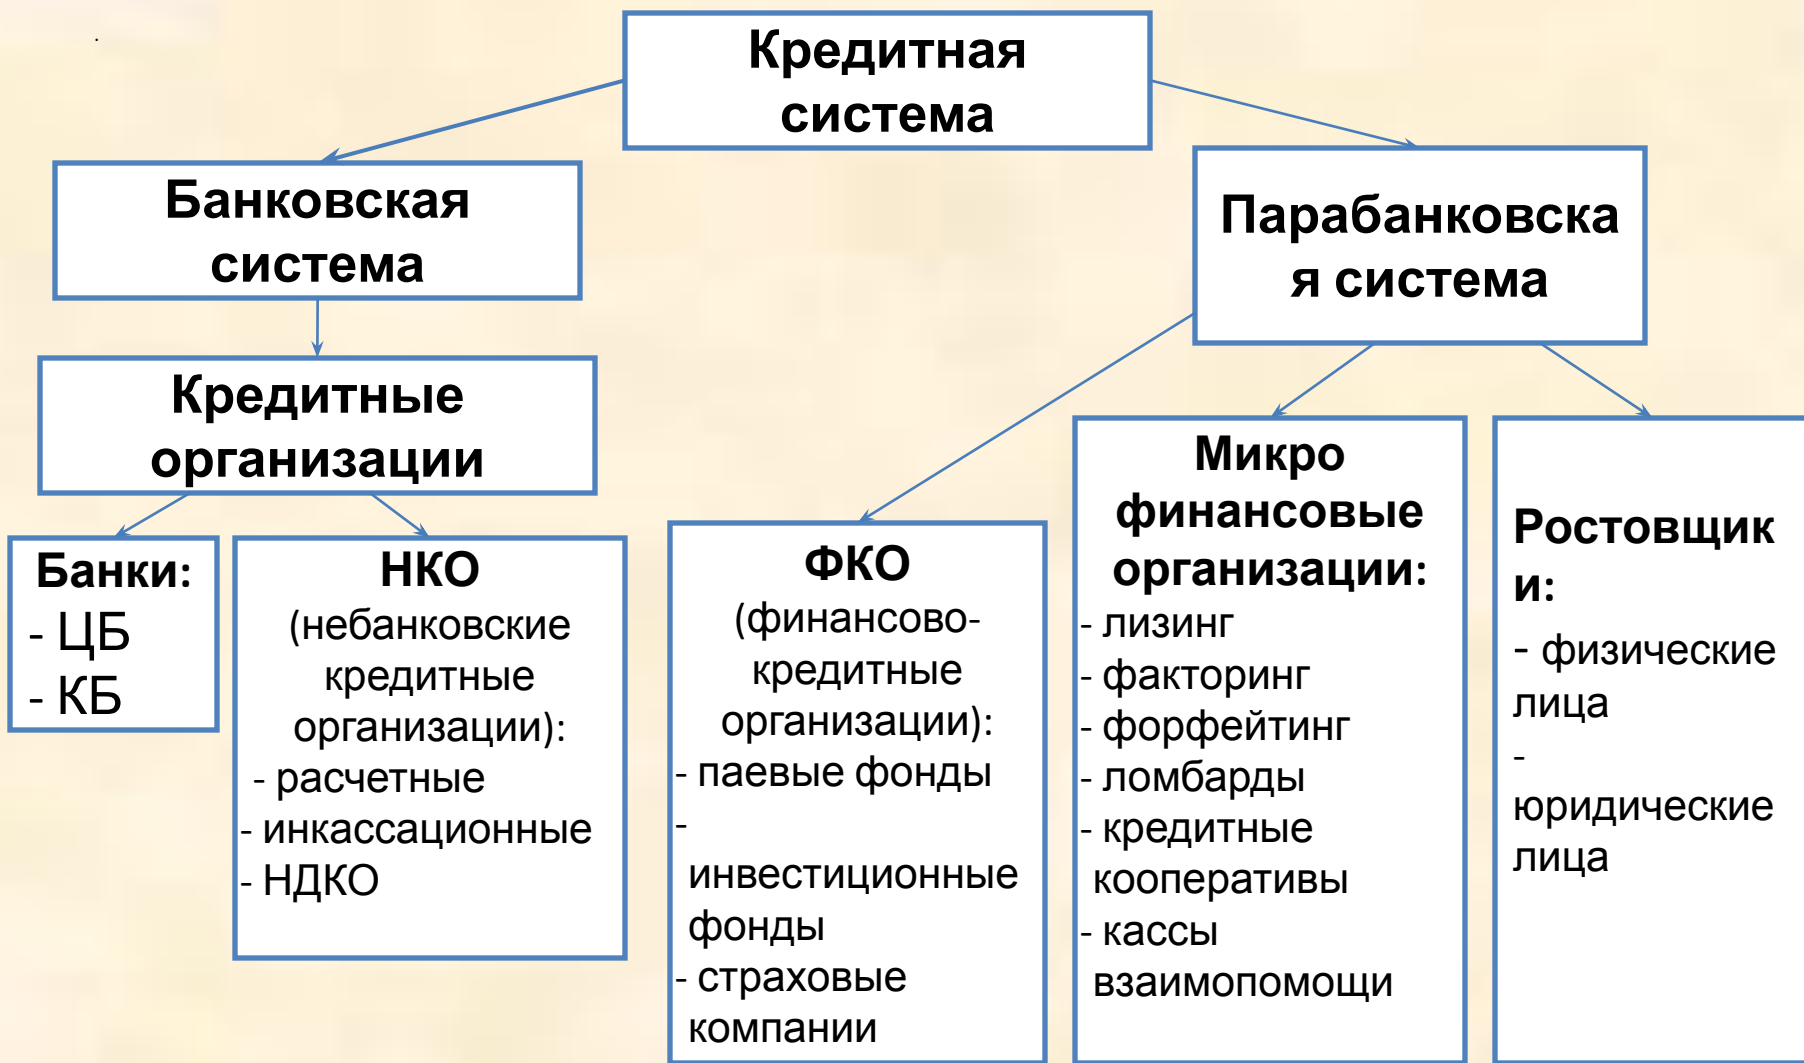 .
Кредитная
система
Банковская
система
Парабанковска
я система
Кредитные
организации
Банки:
- ЦБ
- КБ
НКО
(небанковские
кредитные
организации):
- расчетные
- инкассационные
- НДКО
ФКО
(финансово-
кредитные
организации):
- паевые фонды
-
инвестиционные
фонды
- страховые
компании
Микро
финансовые
организации:
- лизинг
- факторинг
- форфейтинг
- ломбарды
- кредитные
кооперативы
- кассы
взаимопомощи
Ростовщик
и:
- физические
лица
-
юридические
лица